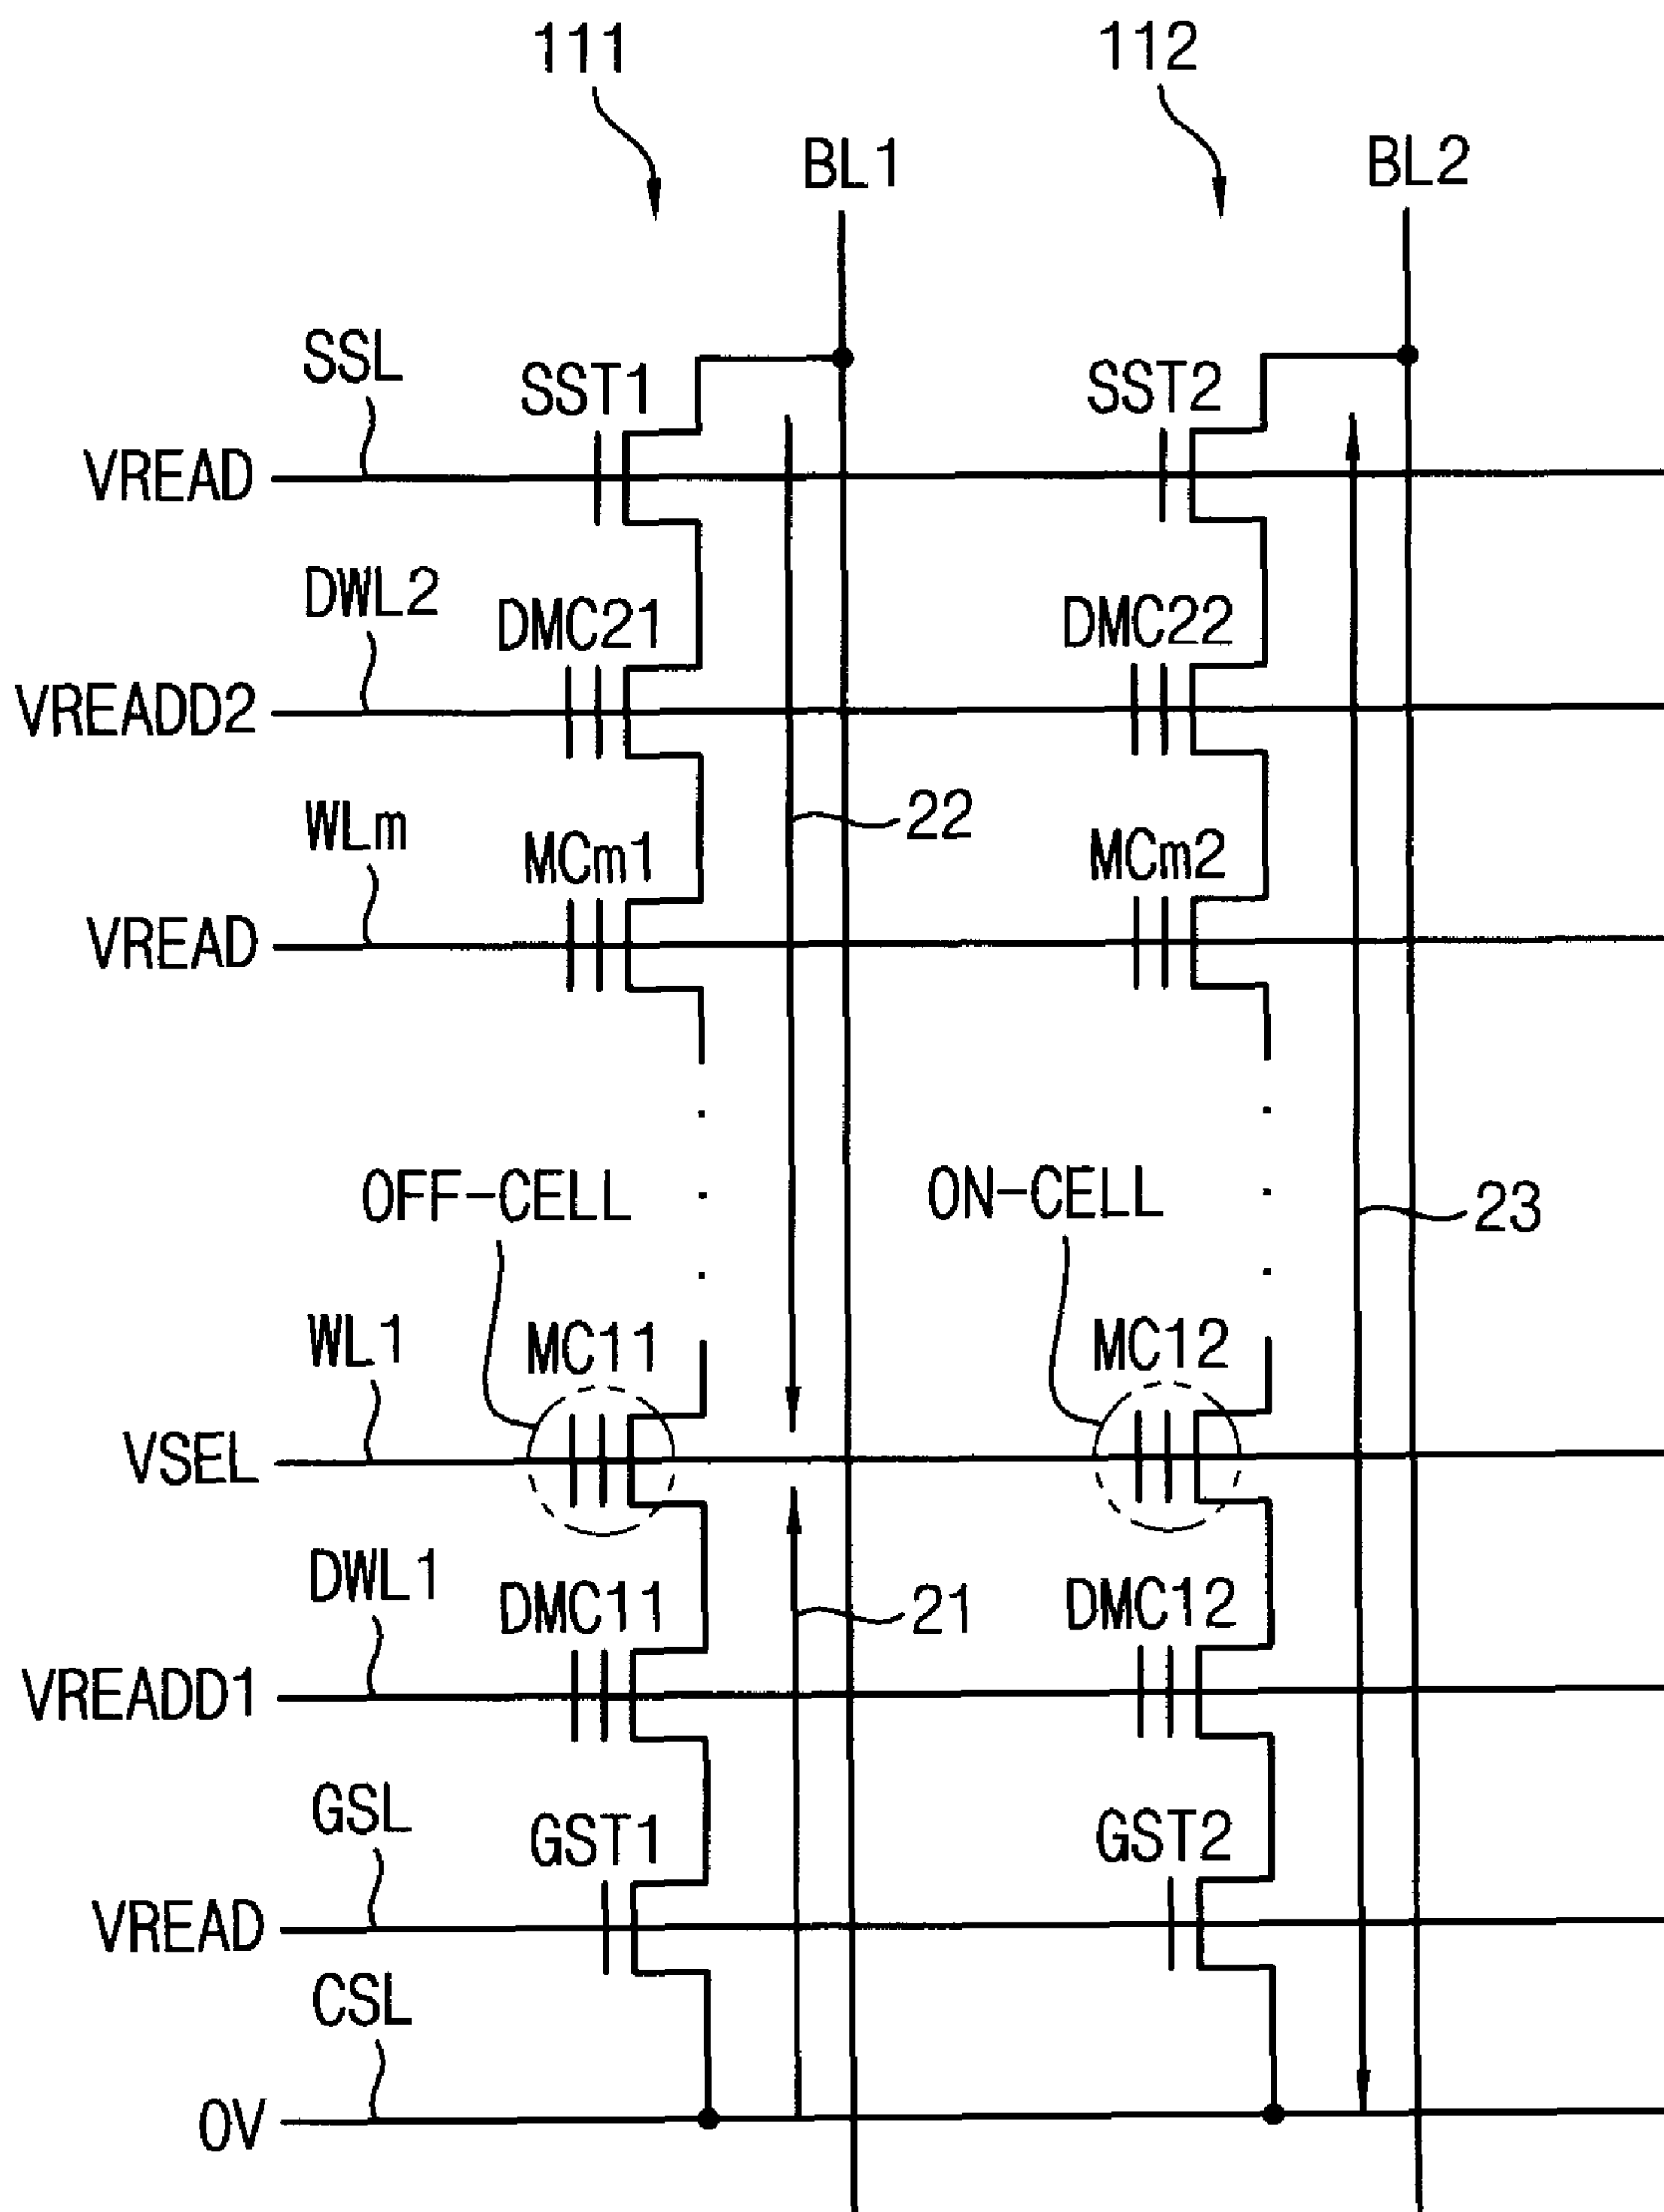 111
112
BL1
BL2
SSL
SST1
SST2
VREAD
DWL2
DMC21
DMC22
VREADD2
WLm
MCm1
22
MCm2
VREAD
OFF-CELL
ON-CELL
23
WL1
MC11
MC12
VSEL
DWL1
DMC11
21
DMC12
VREADD1
GSL
GST1
GST2
VREAD
CSL
0V